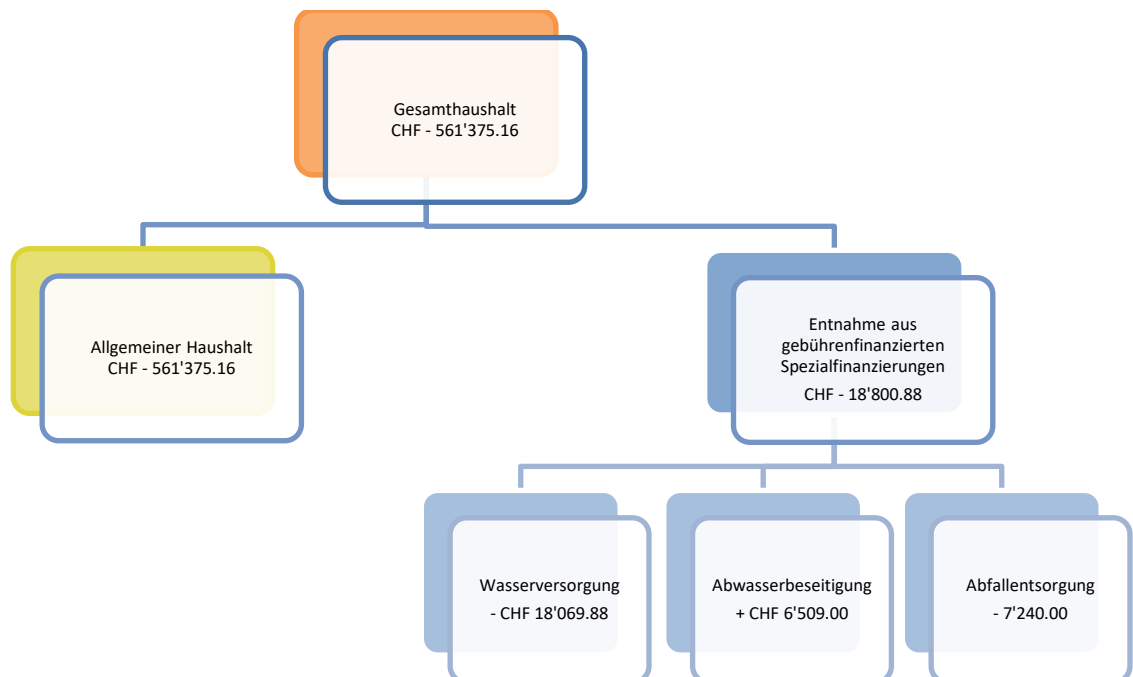 Gesamthaushalt
CHF - 561'375.16
Allgemeiner Haushalt
CHF - 561'375.16
Entnahme aus
gebührenfinanzierten
Spezialfinanzierungen
CHF - 18'800.88
Wasserversorgung
- CHF 18'069.88
Abwasserbeseitigung
+ CHF 6'509.00
Abfallentsorgung
- 7'240.00